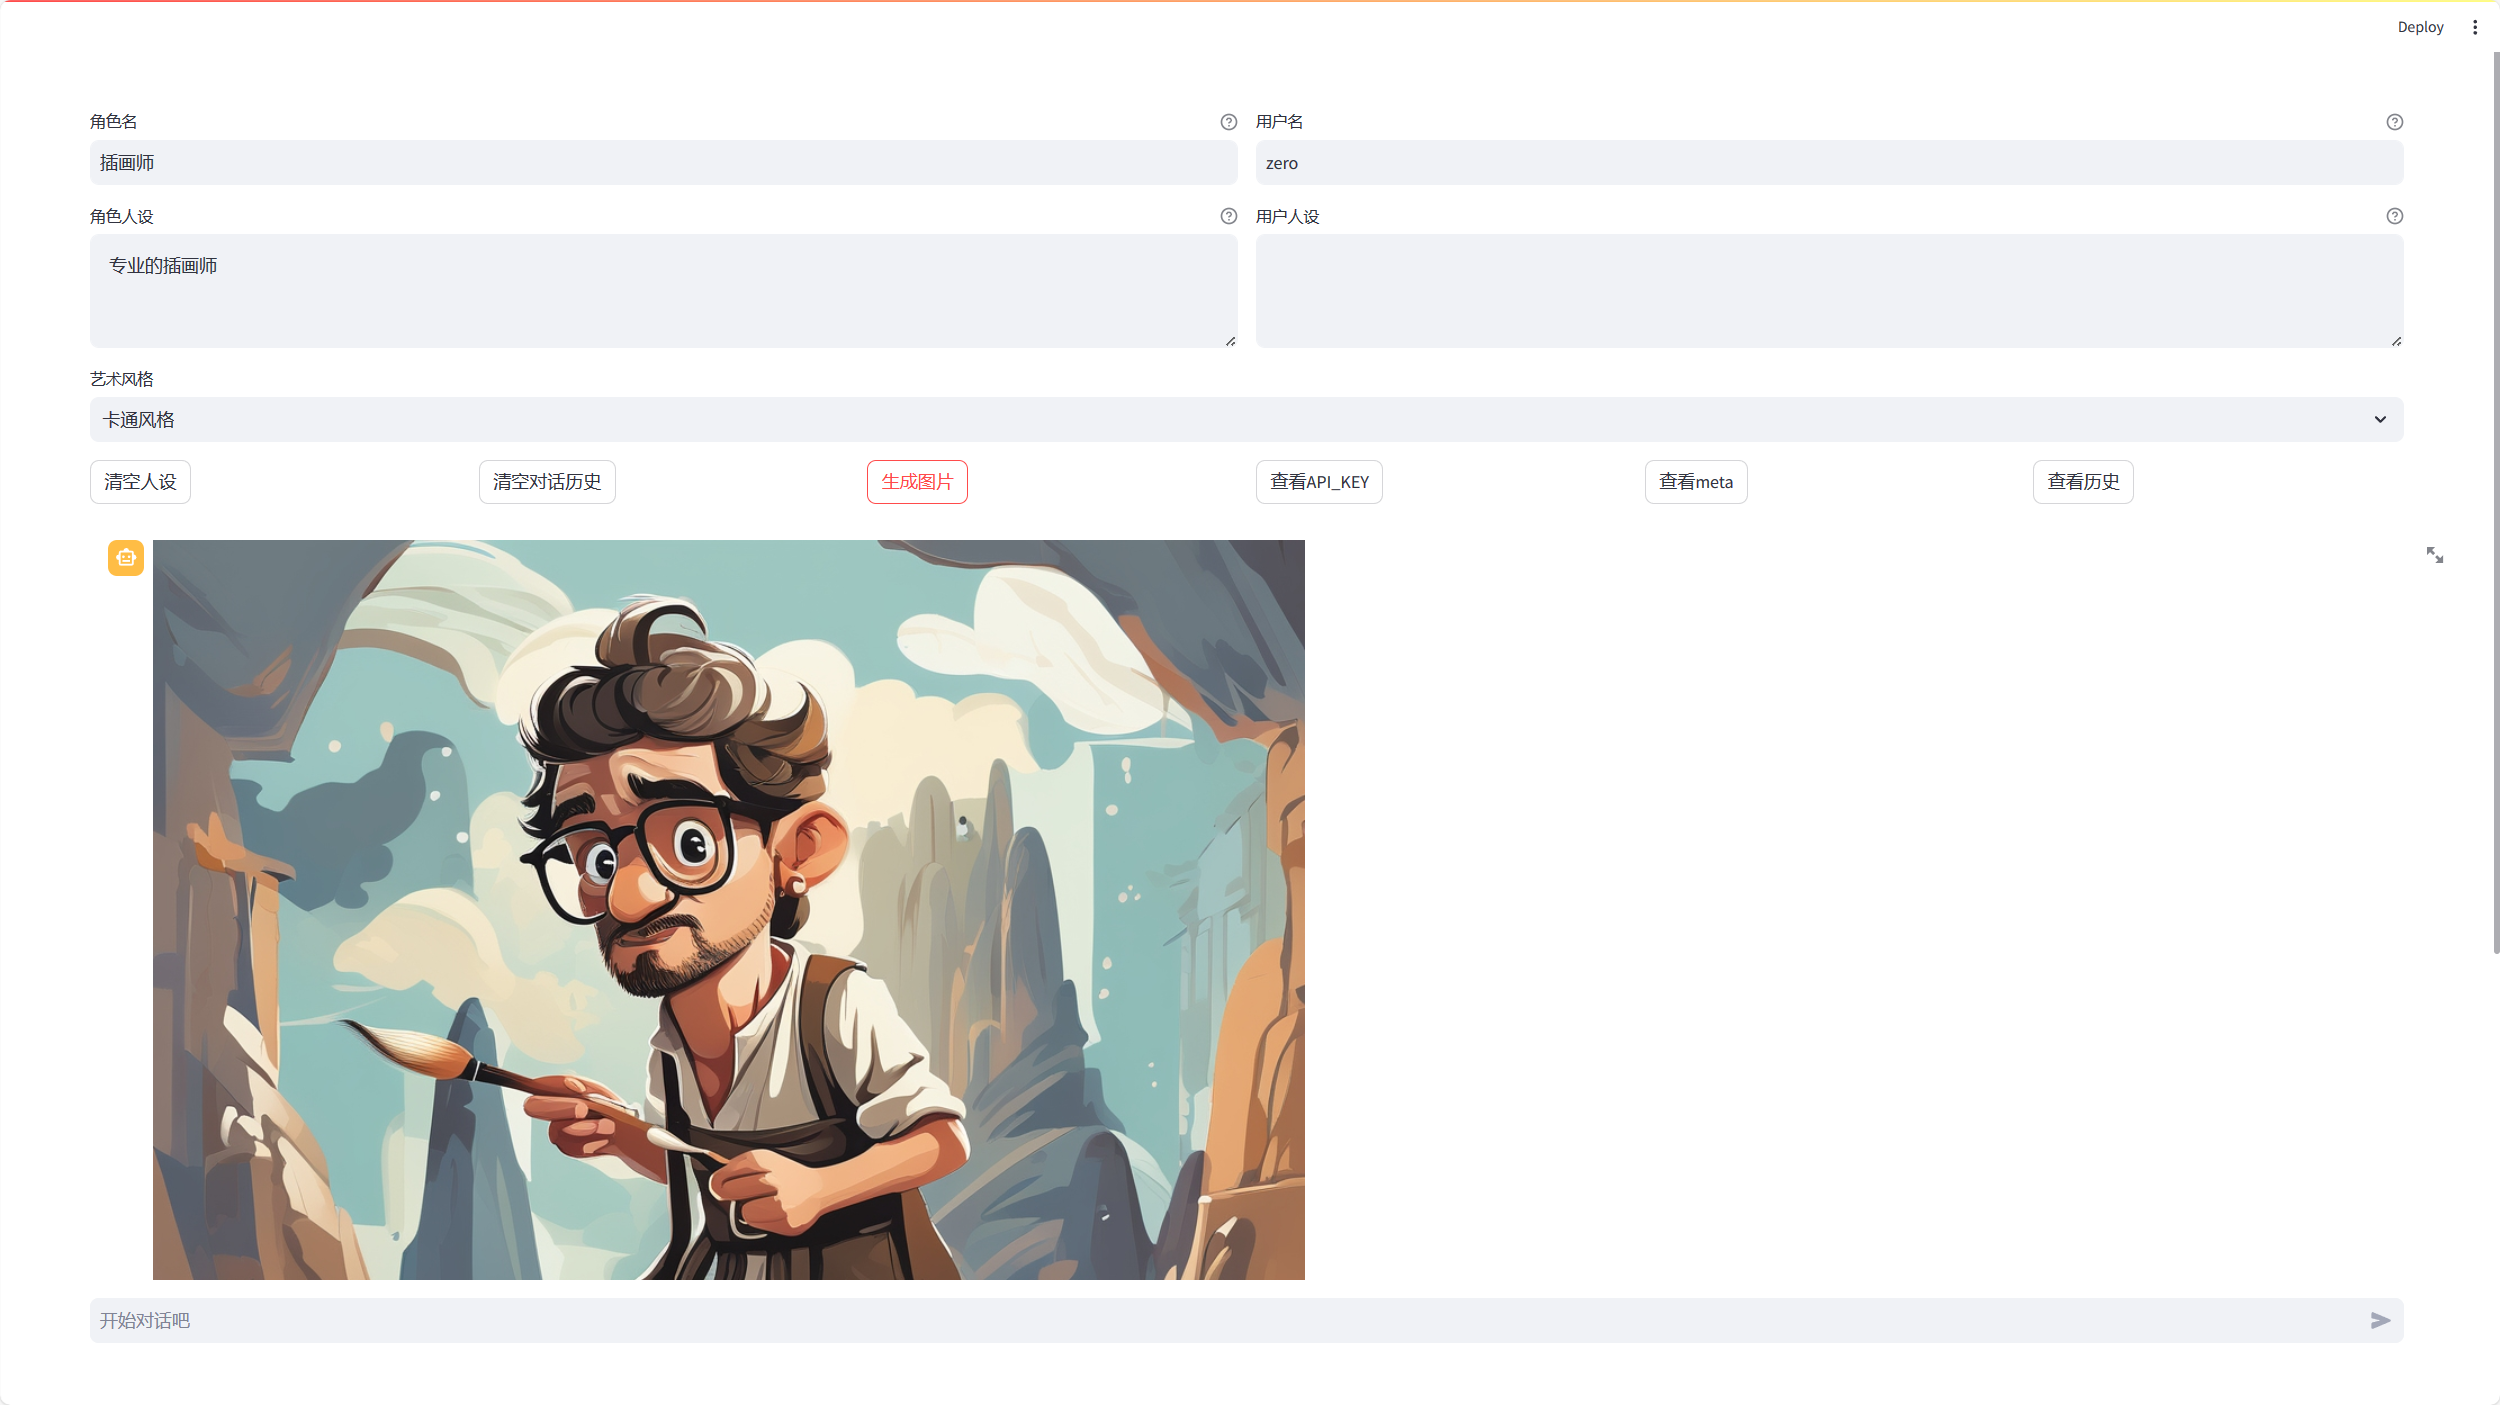 Deploy
角色名
用户名
插画师
zero
角色人设
用户人设
专业的插画师
艺术风格
卡通风格
清空人设
清空对话历史
生成图片
查看API_KEY
查看meta
查看历史
开始对话吧